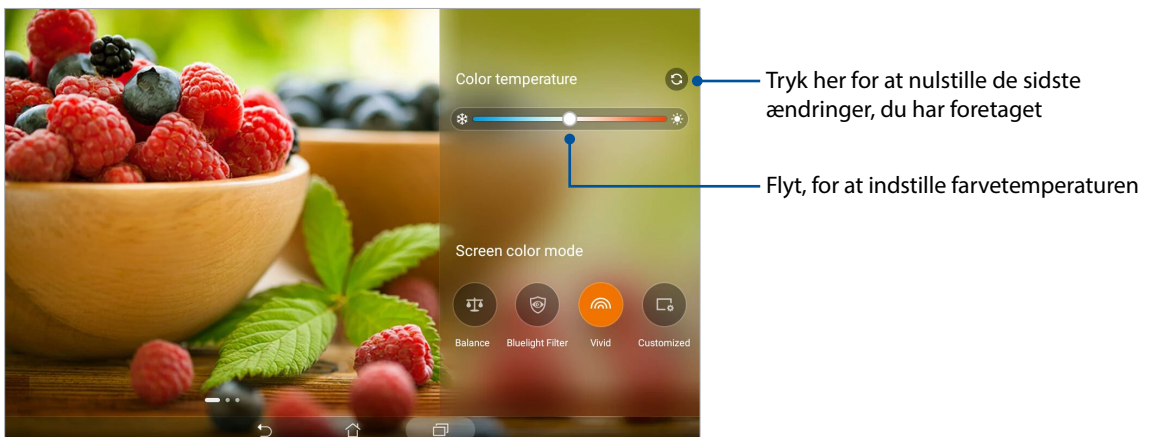 Color temperature
Tryk her for at nulstille de sidste
ændringer, du har foretaget
Flyt, for at indstille farvetemperaturen
Screen color mode
Balance
Bluelight Filter
Vivid
Customized